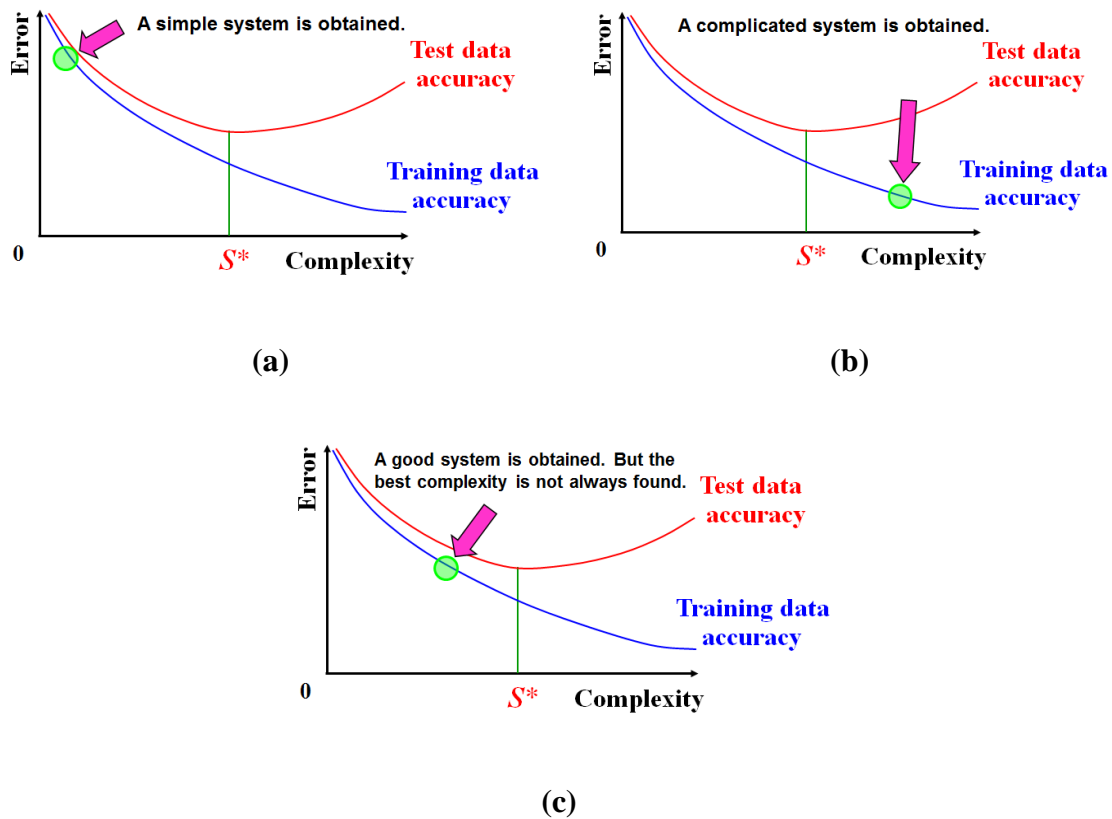 A simple system is obtained.
Error
Test data
accuracy
Training data
accuracy
0
S*
Complexity
(a)
A complicated system is obtained.
Error
Test data
accuracy
Training data
accuracy
0
S*
Complexity
(b)
A good system is obtained. But the
best complexity is not always found.
Error
Test data
accuracy
Training data
accuracy
0
S*
Complexity
(c)